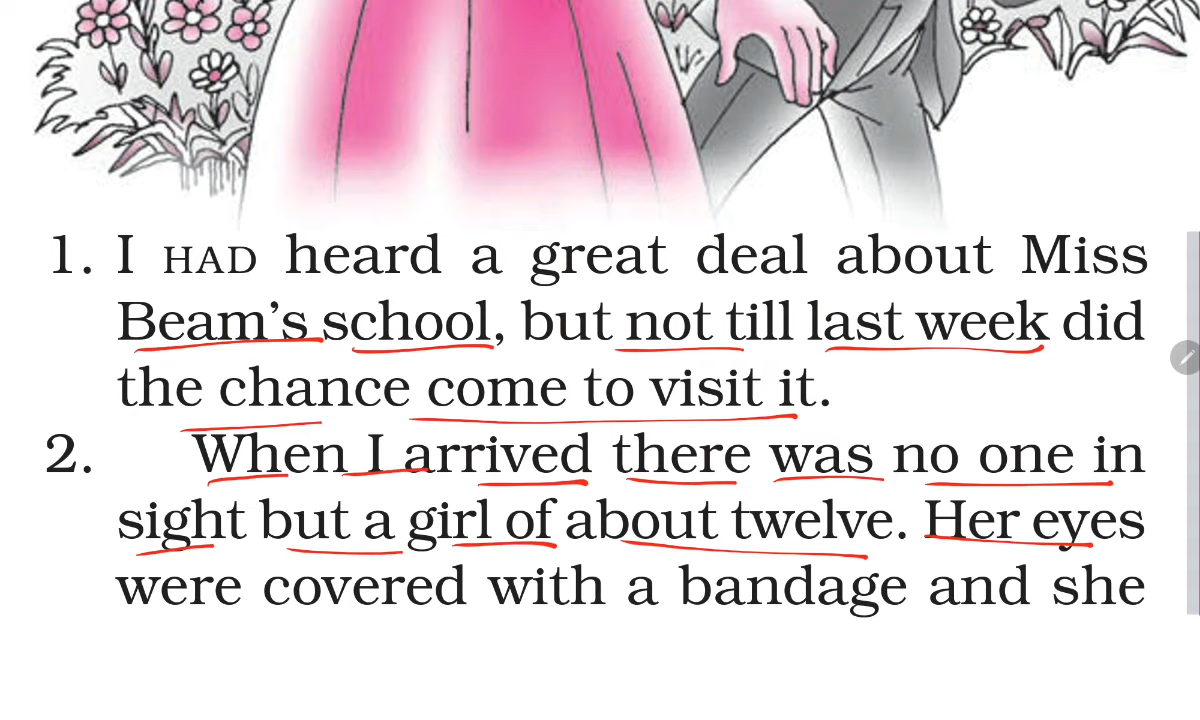 1. I HAD heard a great deal about Miss
Beam's school, but not till last week did
the chance come to visit it.
2. When I arrived there was no one in
sight but a girl of about twelve. Her eyes
were covered with a bandage and she